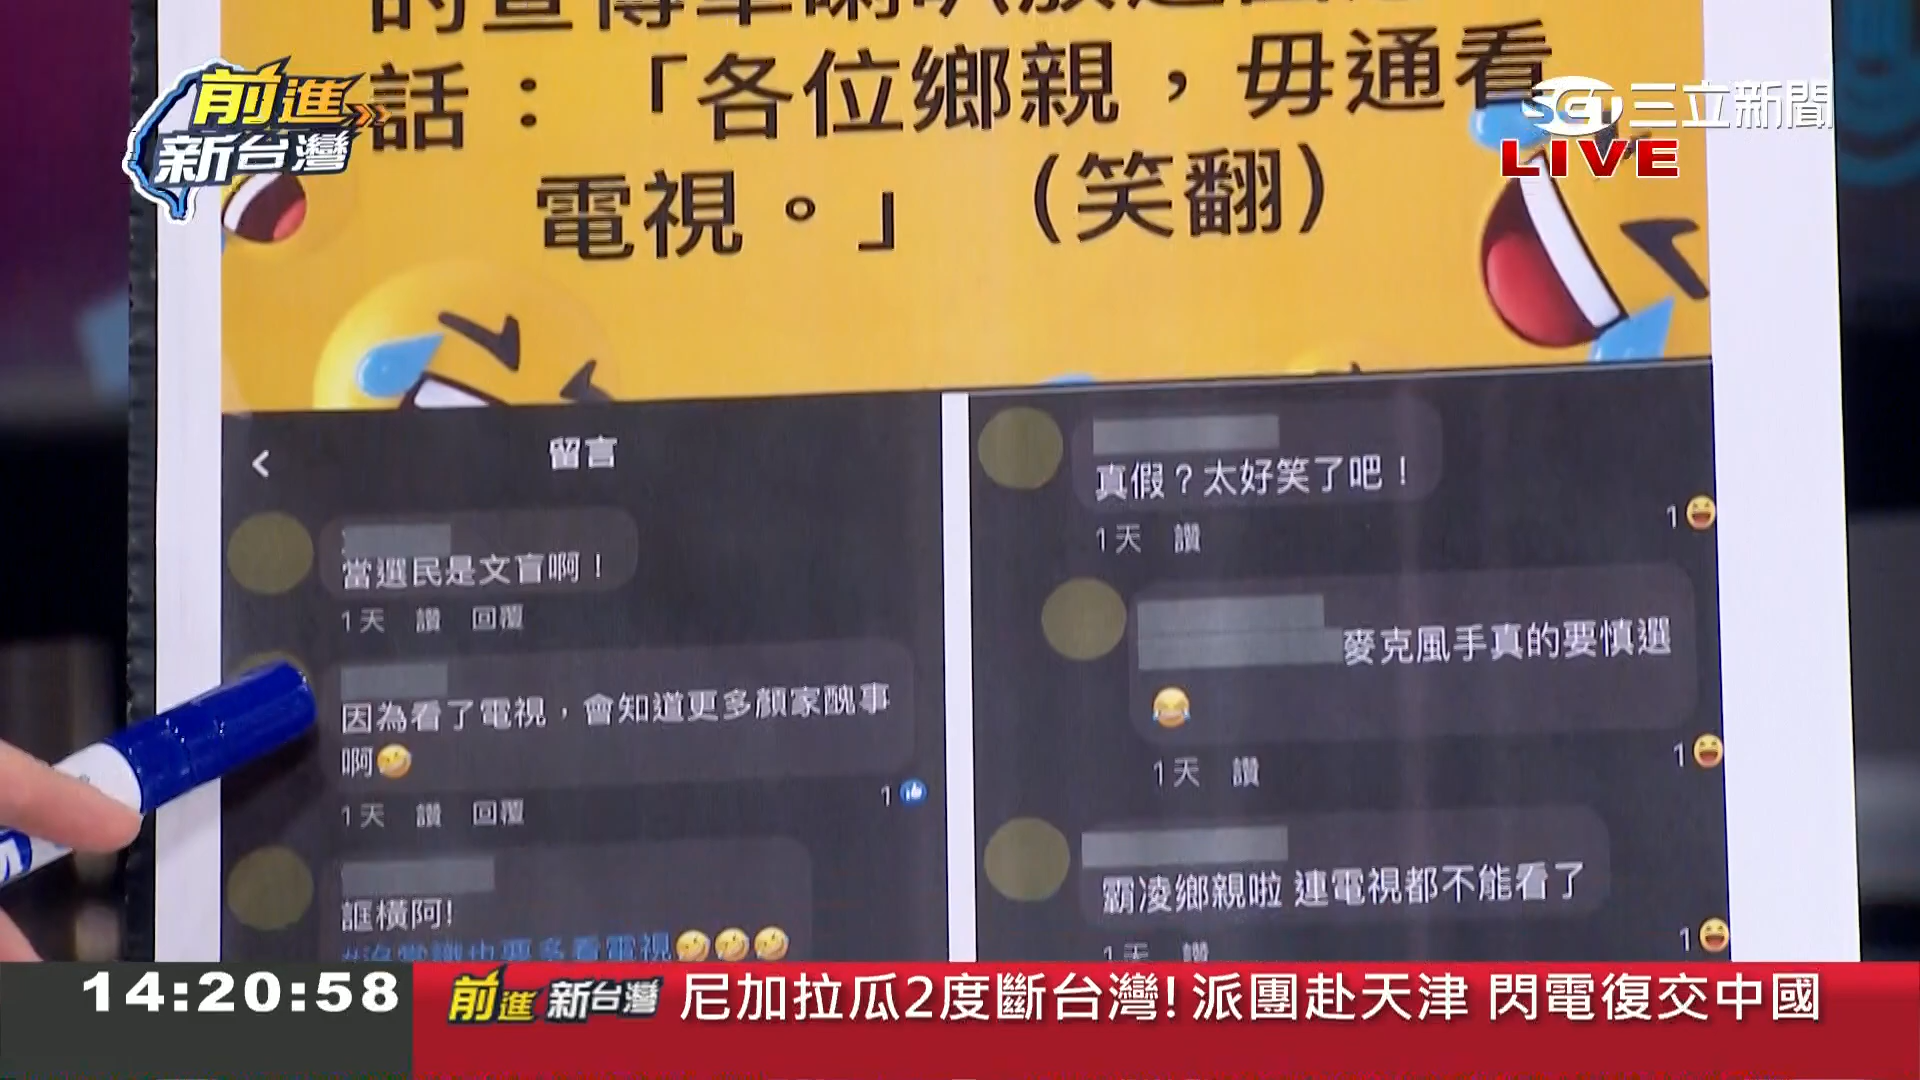 話：「各位鄉親，毋通看
電視。」（笑翻）
前進
新台灣
SET三立新聞
LIVE
留言
當選民是文盲啊！
1天 讚 回覆
因為看了電視，會知道更多顏家醜事
啊🤣
1
1天 讚 回覆
誆橫阿!
🤣🤣🤣
真假？太好笑了吧！
1
1天 讚
麥克風手真的要慎選
😂
1
1天 讚
霸凌鄉親啦 連電視都不能看了
1
1天 讚
14:20:58
前進新台灣 尼加拉瓜2度斷台灣!派團赴天津 閃電復交中國